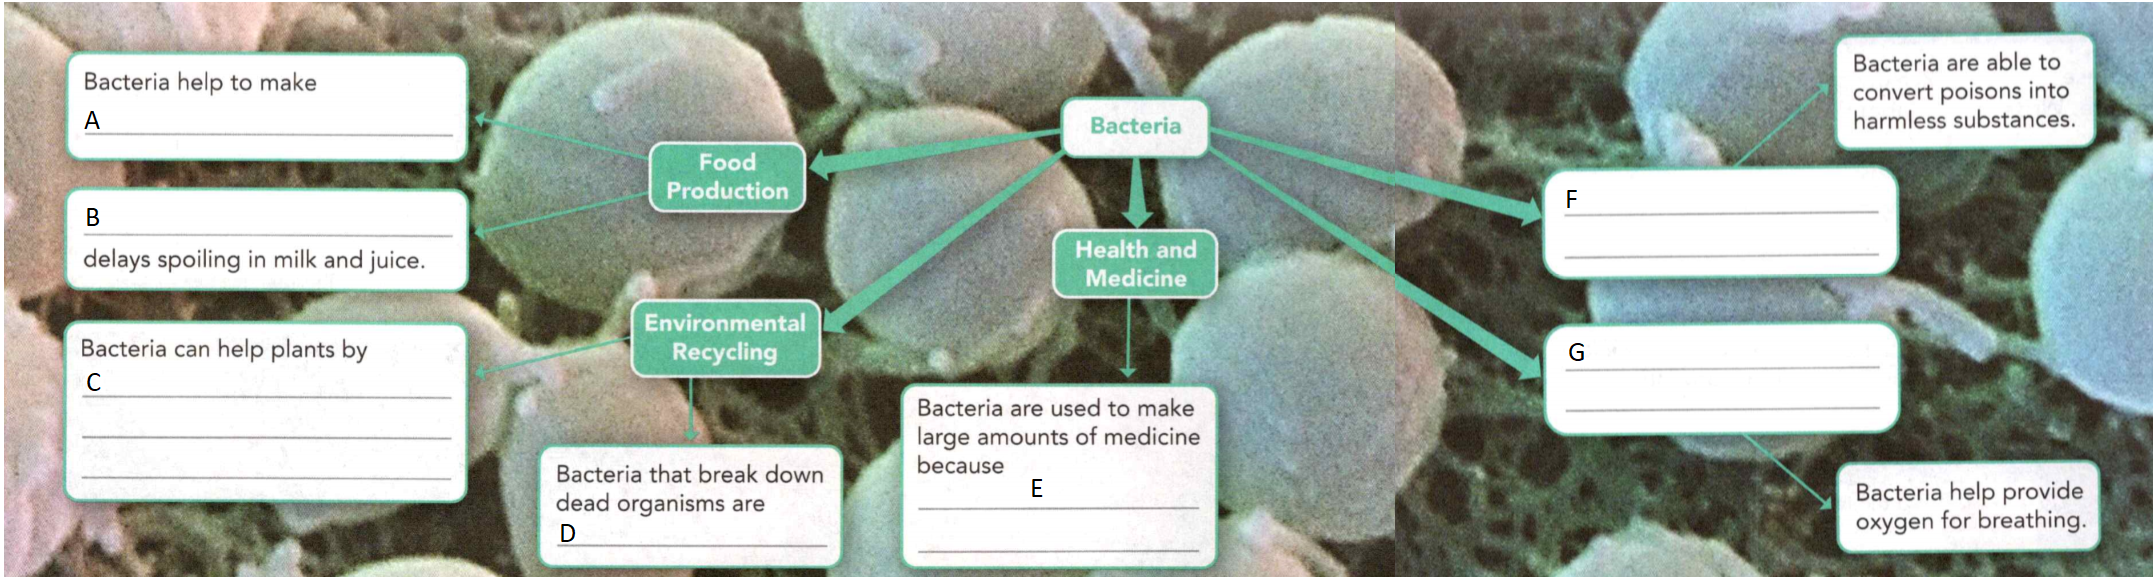 Bacteria help to make
A
B
delays spoiling in milk and juice.
Bacteria can help plants by
C
Food
Production
Environmental
Recycling
Bacteria that break down
dead organisms are
D
Bacteria
Health and
Medicine
Bacteria are used to make
large amounts of medicine
because
E
F
G
Bacteria are able to
convert poisons into
harmless substances.
Bacteria help provide
oxygen for breathing.